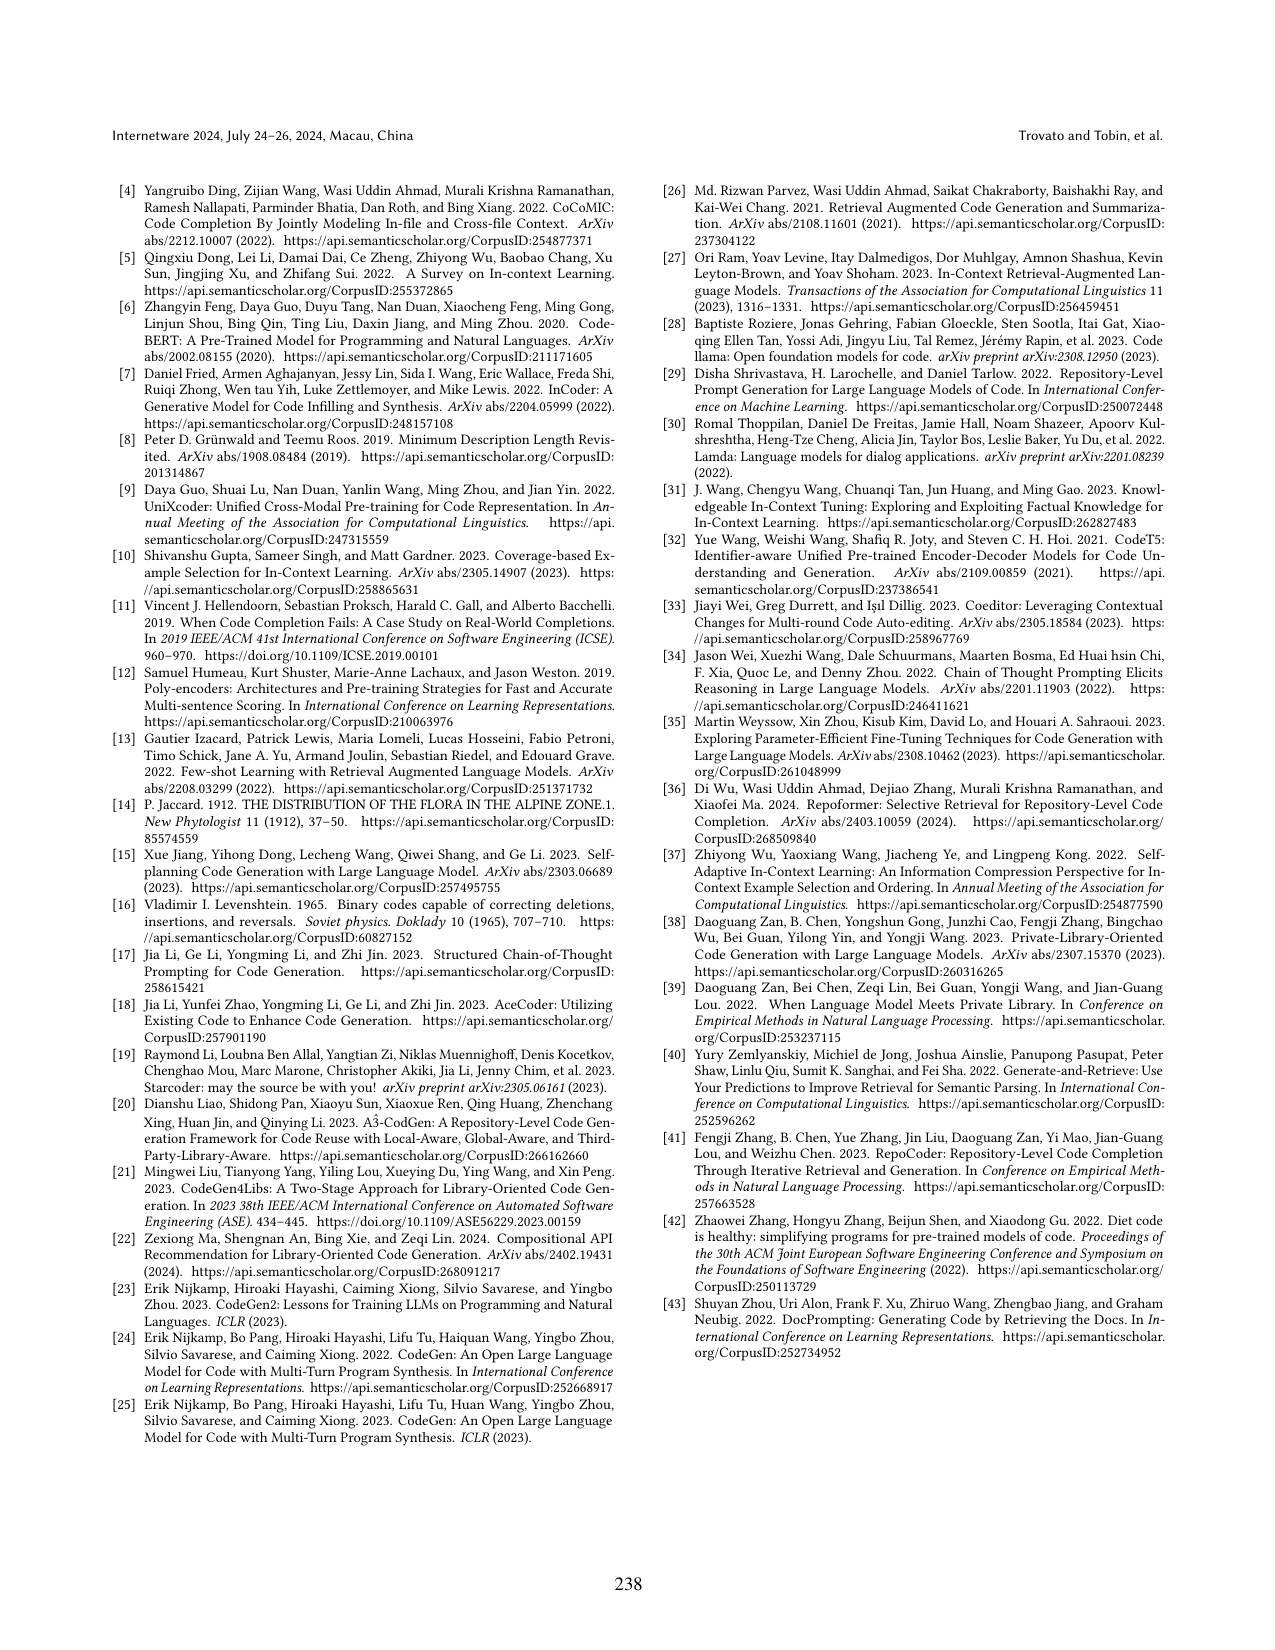 Internetware 2024, July 24–26, 2024, Macau, China
Trovato and Tobin, et al.
[4] Yangruibo Ding, Zijian Wang, Wasi Uddin Ahmad, Murali Krishna Ramanathan,
Ramesh Nallapati, Parminder Bhatia, Dan Roth, and Bing Xiang. 2022. CoCoMIC:
Code Completion By Jointly Modeling In-file and Cross-file Context. ArXiv
abs/2212.10007 (2022). https://api.semanticscholar.org/CorpusID:254877371
[5] Qingxiu Dong, Lei Li, Damai Dai, Ce Zheng, Zhiyong Wu, Baobao Chang, Xu
Sun, Jingjing Xu, and Zhifang Sui. 2022. A Survey on In-context Learning.
https://api.semanticscholar.org/CorpusID:255372865
[6] Zhangyin Feng, Daya Guo, Duyu Tang, Nan Duan, Xiaocheng Feng, Ming Gong,
Linjun Shou, Bing Qin, Ting Liu, Daxin Jiang, and Ming Zhou. 2020. Code-
BERT: A Pre-Trained Model for Programming and Natural Languages. ArXiv
abs/2002.08155 (2020). https://api.semanticscholar.org/CorpusID:211171605
[7] Daniel Fried, Armen Aghajanyan, Jessy Lin, Sida I. Wang, Eric Wallace, Freda Shi,
Ruiqi Zhong, Wen tau Yih, Luke Zettlemoyer, and Mike Lewis. 2022. InCoder: A
Generative Model for Code Infilling and Synthesis. ArXiv abs/2204.05999 (2022).
https://api.semanticscholar.org/CorpusID:248157108
[8] Peter D. Grünwald and Teemu Roos. 2019. Minimum Description Length Revis-
ited. ArXiv abs/1908.08484 (2019). https://api.semanticscholar.org/CorpusID:
201314867
[9] Daya Guo, Shuai Lu, Nan Duan, Yanlin Wang, Ming Zhou, and Jian Yin. 2022.
UniXcoder: Unified Cross-Modal Pre-training for Code Representation. In An-
nual Meeting of the Association for Computational Linguistics. https://api.
semanticscholar.org/CorpusID:247315559
[10] Shivanshu Gupta, Sameer Singh, and Matt Gardner. 2023. Coverage-based Ex-
ample Selection for In-Context Learning. ArXiv abs/2305.14907 (2023). https:
//api.semanticscholar.org/CorpusID:258865631
[11] Vincent J. Hellendoorn, Sebastian Proksch, Harald C. Gall, and Alberto Bacchelli.
2019. When Code Completion Fails: A Case Study on Real-World Completions.
In 2019 IEEE/ACM 41st International Conference on Software Engineering (ICSE).
960–970. https://doi.org/10.1109/ICSE.2019.00101
[12] Samuel Humeau, Kurt Shuster, Marie-Anne Lachaux, and Jason Weston. 2019.
Poly-encoders: Architectures and Pre-training Strategies for Fast and Accurate
Multi-sentence Scoring. In International Conference on Learning Representations.
https://api.semanticscholar.org/CorpusID:210063976
[13] Gautier Izacard, Patrick Lewis, Maria Lomeli, Lucas Hosseini, Fabio Petroni,
Timo Schick, Jane A. Yu, Armand Joulin, Sebastian Riedel, and Edouard Grave.
2022. Few-shot Learning with Retrieval Augmented Language Models. ArXiv
abs/2208.03299 (2022). https://api.semanticscholar.org/CorpusID:251371732
[14] P. Jaccard. 1912. THE DISTRIBUTION OF THE FLORA IN THE ALPINE ZONE.1.
New Phytologist 11 (1912), 37–50. https://api.semanticscholar.org/CorpusID:
85574559
[15] Xue Jiang, Yihong Dong, Lecheng Wang, Qiwei Shang, and Ge Li. 2023. Self-
planning Code Generation with Large Language Model. ArXiv abs/2303.06689
(2023). https://api.semanticscholar.org/CorpusID:257495755
[16] Vladimir I. Levenshtein. 1965. Binary codes capable of correcting deletions,
insertions, and reversals. Soviet physics. Doklady 10 (1965), 707–710. https:
//api.semanticscholar.org/CorpusID:60827152
[17] Jia Li, Ge Li, Yongming Li, and Zhi Jin. 2023. Structured Chain-of-Thought
Prompting for Code Generation. https://api.semanticscholar.org/CorpusID:
258615421
[18] Jia Li, Yunfei Zhao, Yongming Li, Ge Li, and Zhi Jin. 2023. AceCoder: Utilizing
Existing Code to Enhance Code Generation. https://api.semanticscholar.org/
CorpusID:257901190
[19] Raymond Li, Loubna Ben Allal, Yangtian Zi, Niklas Muennighoff, Denis Kocetkov,
Chenghao Mou, Marc Marone, Christopher Akiki, Jia Li, Jenny Chim, et al. 2023.
Starcoder: may the source be with you! arXiv preprint arXiv:2305.06161 (2023).
[20] Dianshu Liao, Shidong Pan, Xiaoyu Sun, Xiaoxue Ren, Qing Huang, Zhenchang
Xing, Huan Jin, and Qinying Li. 2023. A3̂-CodGen: A Repository-Level Code Gen-
eration Framework for Code Reuse with Local-Aware, Global-Aware, and Third-
Party-Library-Aware. https://api.semanticscholar.org/CorpusID:266162660
[21] Mingwei Liu, Tianyong Yang, Yiling Lou, Xueying Du, Ying Wang, and Xin Peng.
2023. CodeGen4Libs: A Two-Stage Approach for Library-Oriented Code Gen-
eration. In 2023 38th IEEE/ACM International Conference on Automated Software
Engineering (ASE). 434–445. https://doi.org/10.1109/ASE56229.2023.00159
[22] Zexiong Ma, Shengnan An, Bing Xie, and Zeqi Lin. 2024. Compositional API
Recommendation for Library-Oriented Code Generation. ArXiv abs/2402.19431
(2024). https://api.semanticscholar.org/CorpusID:268091217
[23] Erik Nijkamp, Hiroaki Hayashi, Caiming Xiong, Silvio Savarese, and Yingbo
Zhou. 2023. CodeGen2: Lessons for Training LLMs on Programming and Natural
Languages. ICLR (2023).
[24] Erik Nijkamp, Bo Pang, Hiroaki Hayashi, Lifu Tu, Haiquan Wang, Yingbo Zhou,
Silvio Savarese, and Caiming Xiong. 2022. CodeGen: An Open Large Language
Model for Code with Multi-Turn Program Synthesis. In International Conference
on Learning Representations. https://api.semanticscholar.org/CorpusID:252668917
[25] Erik Nijkamp, Bo Pang, Hiroaki Hayashi, Lifu Tu, Huan Wang, Yingbo Zhou,
Silvio Savarese, and Caiming Xiong. 2023. CodeGen: An Open Large Language
Model for Code with Multi-Turn Program Synthesis. ICLR (2023).
[26] Md. Rizwan Parvez, Wasi Uddin Ahmad, Saikat Chakraborty, Baishakhi Ray, and
Kai-Wei Chang. 2021. Retrieval Augmented Code Generation and Summariza-
tion. ArXiv abs/2108.11601 (2021). https://api.semanticscholar.org/CorpusID:
237304122
[27] Ori Ram, Yoav Levine, Itay Dalmedigos, Dor Muhlgay, Amnon Shashua, Kevin
Leyton-Brown, and Yoav Shoham. 2023. In-Context Retrieval-Augmented Lan-
guage Models. Transactions of the Association for Computational Linguistics 11
(2023), 1316–1331. https://api.semanticscholar.org/CorpusID:256459451
[28] Baptiste Roziere, Jonas Gehring, Fabian Gloeckle, Sten Sootla, Itai Gat, Xiao-
qing Ellen Tan, Yossi Adi, Jingyu Liu, Tal Remez, Jérémy Rapin, et al. 2023. Code
llama: Open foundation models for code. arXiv preprint arXiv:2308.12950 (2023).
[29] Disha Shrivastava, H. Larochelle, and Daniel Tarlow. 2022. Repository-Level
Prompt Generation for Large Language Models of Code. In International Confer-
ence on Machine Learning. https://api.semanticscholar.org/CorpusID:250072448
[30] Romal Thoppilan, Daniel De Freitas, Jamie Hall, Noam Shazeer, Apoorv Kul-
shreshtha, Heng-Tze Cheng, Alicia Jin, Taylor Bos, Leslie Baker, Yu Du, et al. 2022.
Lamda: Language models for dialog applications. arXiv preprint arXiv:2201.08239
(2022).
[31] J. Wang, Chengyu Wang, Chuanqi Tan, Jun Huang, and Ming Gao. 2023. Knowl-
edgeable In-Context Tuning: Exploring and Exploiting Factual Knowledge for
In-Context Learning. https://api.semanticscholar.org/CorpusID:262827483
[32] Yue Wang, Weishi Wang, Shafiq R. Joty, and Steven C. H. Hoi. 2021. CodeT5:
Identifier-aware Unified Pre-trained Encoder-Decoder Models for Code Un-
derstanding and Generation. ArXiv abs/2109.00859 (2021). https://api.
semanticscholar.org/CorpusID:237386541
[33] Jiayi Wei, Greg Durrett, and Işıl Dillig. 2023. Coeditor: Leveraging Contextual
Changes for Multi-round Code Auto-editing. ArXiv abs/2305.18584 (2023). https:
//api.semanticscholar.org/CorpusID:258967769
[34] Jason Wei, Xuezhi Wang, Dale Schuurmans, Maarten Bosma, Ed Huai hsin Chi,
F. Xia, Quoc Le, and Denny Zhou. 2022. Chain of Thought Prompting Elicits
Reasoning in Large Language Models. ArXiv abs/2201.11903 (2022). https:
//api.semanticscholar.org/CorpusID:246411621
[35] Martin Weyssow, Xin Zhou, Kisub Kim, David Lo, and Houari A. Sahraoui. 2023.
Exploring Parameter-Efficient Fine-Tuning Techniques for Code Generation with
Large Language Models. ArXiv abs/2308.10462 (2023). https://api.semanticscholar.
org/CorpusID:261048999
[36] Di Wu, Wasi Uddin Ahmad, Dejiao Zhang, Murali Krishna Ramanathan, and
Xiaofei Ma. 2024. Repoformer: Selective Retrieval for Repository-Level Code
Completion. ArXiv abs/2403.10059 (2024). https://api.semanticscholar.org/
CorpusID:268509840
[37] Zhiyong Wu, Yaoxiang Wang, Jiacheng Ye, and Lingpeng Kong. 2022. Self-
Adaptive In-Context Learning: An Information Compression Perspective for In-
Context Example Selection and Ordering. In Annual Meeting of the Association for
Computational Linguistics. https://api.semanticscholar.org/CorpusID:254877590
[38] Daoguang Zan, B. Chen, Yongshun Gong, Junzhi Cao, Fengji Zhang, Bingchao
Wu, Bei Guan, Yilong Yin, and Yongji Wang. 2023. Private-Library-Oriented
Code Generation with Large Language Models. ArXiv abs/2307.15370 (2023).
https://api.semanticscholar.org/CorpusID:260316265
[39] Daoguang Zan, Bei Chen, Zeqi Lin, Bei Guan, Yongji Wang, and Jian-Guang
Lou. 2022. When Language Model Meets Private Library. In Conference on
Empirical Methods in Natural Language Processing. https://api.semanticscholar.
org/CorpusID:253237115
[40] Yury Zemlyanskiy, Michiel de Jong, Joshua Ainslie, Panupong Pasupat, Peter
Shaw, Linlu Qiu, Sumit K. Sanghai, and Fei Sha. 2022. Generate-and-Retrieve: Use
Your Predictions to Improve Retrieval for Semantic Parsing. In International Con-
ference on Computational Linguistics. https://api.semanticscholar.org/CorpusID:
252596262
[41] Fengji Zhang, B. Chen, Yue Zhang, Jin Liu, Daoguang Zan, Yi Mao, Jian-Guang
Lou, and Weizhu Chen. 2023. RepoCoder: Repository-Level Code Completion
Through Iterative Retrieval and Generation. In Conference on Empirical Meth-
ods in Natural Language Processing. https://api.semanticscholar.org/CorpusID:
257663528
[42] Zhaowei Zhang, Hongyu Zhang, Beijun Shen, and Xiaodong Gu. 2022. Diet code
is healthy: simplifying programs for pre-trained models of code. Proceedings of
the 30th ACM Joint European Software Engineering Conference and Symposium on
the Foundations of Software Engineering (2022). https://api.semanticscholar.org/
CorpusID:250113729
[43] Shuyan Zhou, Uri Alon, Frank F. Xu, Zhiruo Wang, Zhengbao Jiang, and Graham
Neubig. 2022. DocPrompting: Generating Code by Retrieving the Docs. In In-
ternational Conference on Learning Representations. https://api.semanticscholar.
org/CorpusID:252734952
238